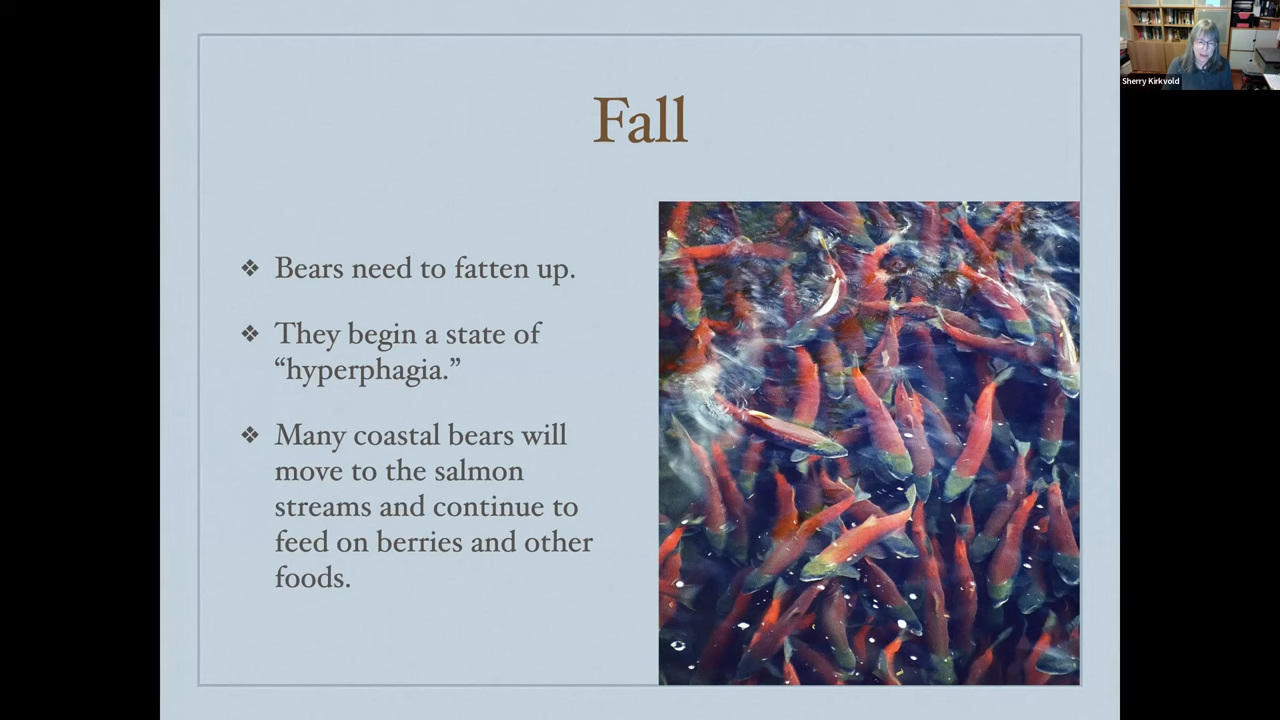 Fall
❖ Bears need to fatten up.
❖ They begin a state of
“hyperphagia.”
❖ Many coastal bears will
move to the salmon
streams and continue to
feed on berries and other
foods.
Sherry Kirkvold